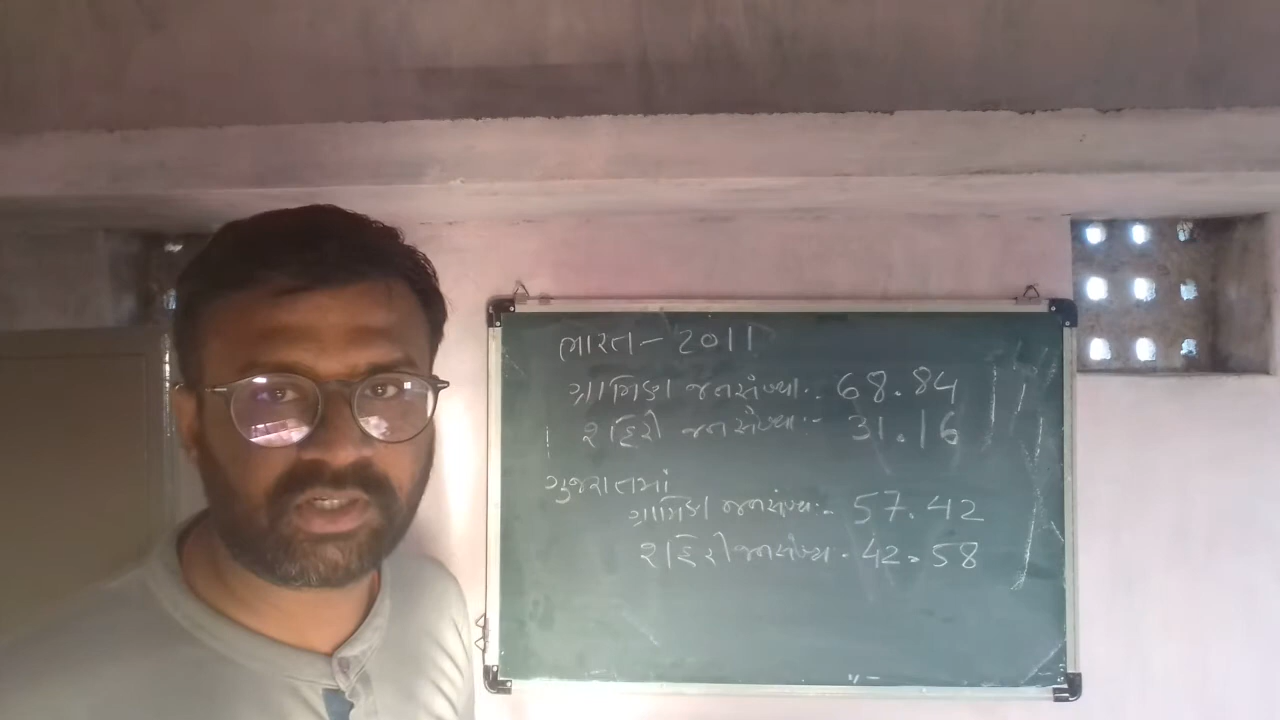 ભારત - 2011
ગ્રામિણ જનસંખ્યા :- 68.84
શહિરી જનસંખ્યા :- 31.16
ગુજરાતમાં
ગ્રામિણ જનસંખ્યા :- 57.42
શહિરી જનસંખ્યા - 42.58